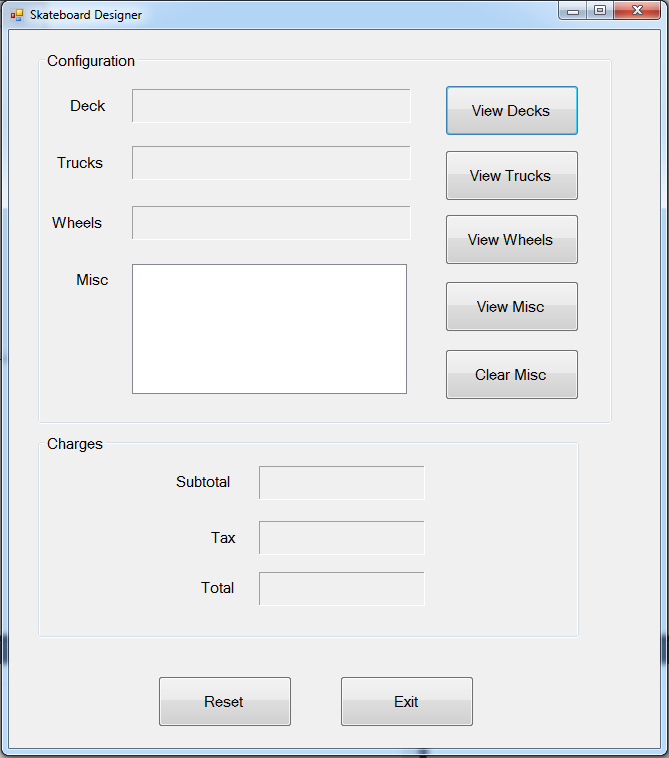 Skateboard Designer
Configuration
Deck
View Decks
Trucks
View Trucks
Wheels
View Wheels
Misc
View Misc
Clear Misc
Charges
Subtotal
Tax
Total
Reset
Exit